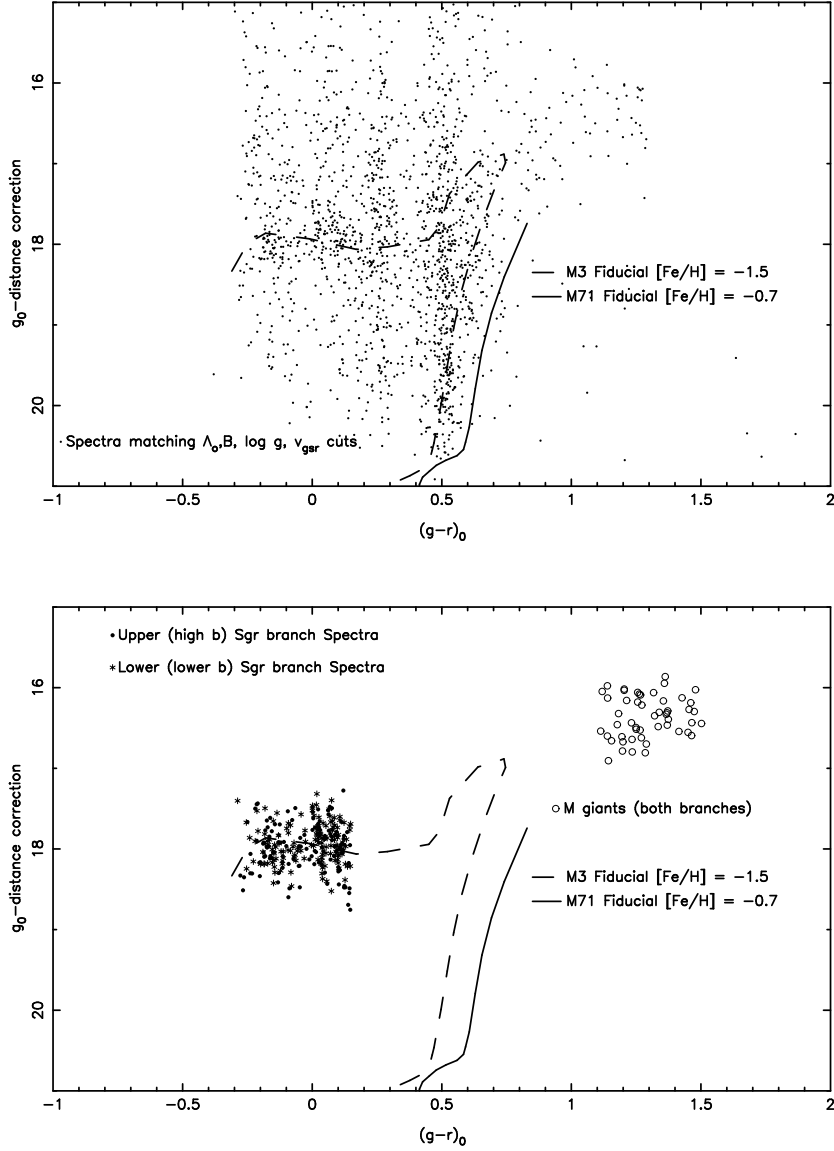 16
18
20
g0−distance correction
M3 Fiducial [Fe/H] = −1.5
M71 Fiducial [Fe/H] = −0.7
Spectra matching Λo,B, log g, vgsr cuts
−1 −0.5 0 0.5 1 1.5 2
(g−r)0
Upper (high b) Sgr branch Spectra
Lower (lower b) Sgr branch Spectra
16
18
20
g0−distance correction
M giants (both branches)
M3 Fiducial [Fe/H] = −1.5
M71 Fiducial [Fe/H] = −0.7
−1 −0.5 0 0.5 1 1.5 2
(g−r)0